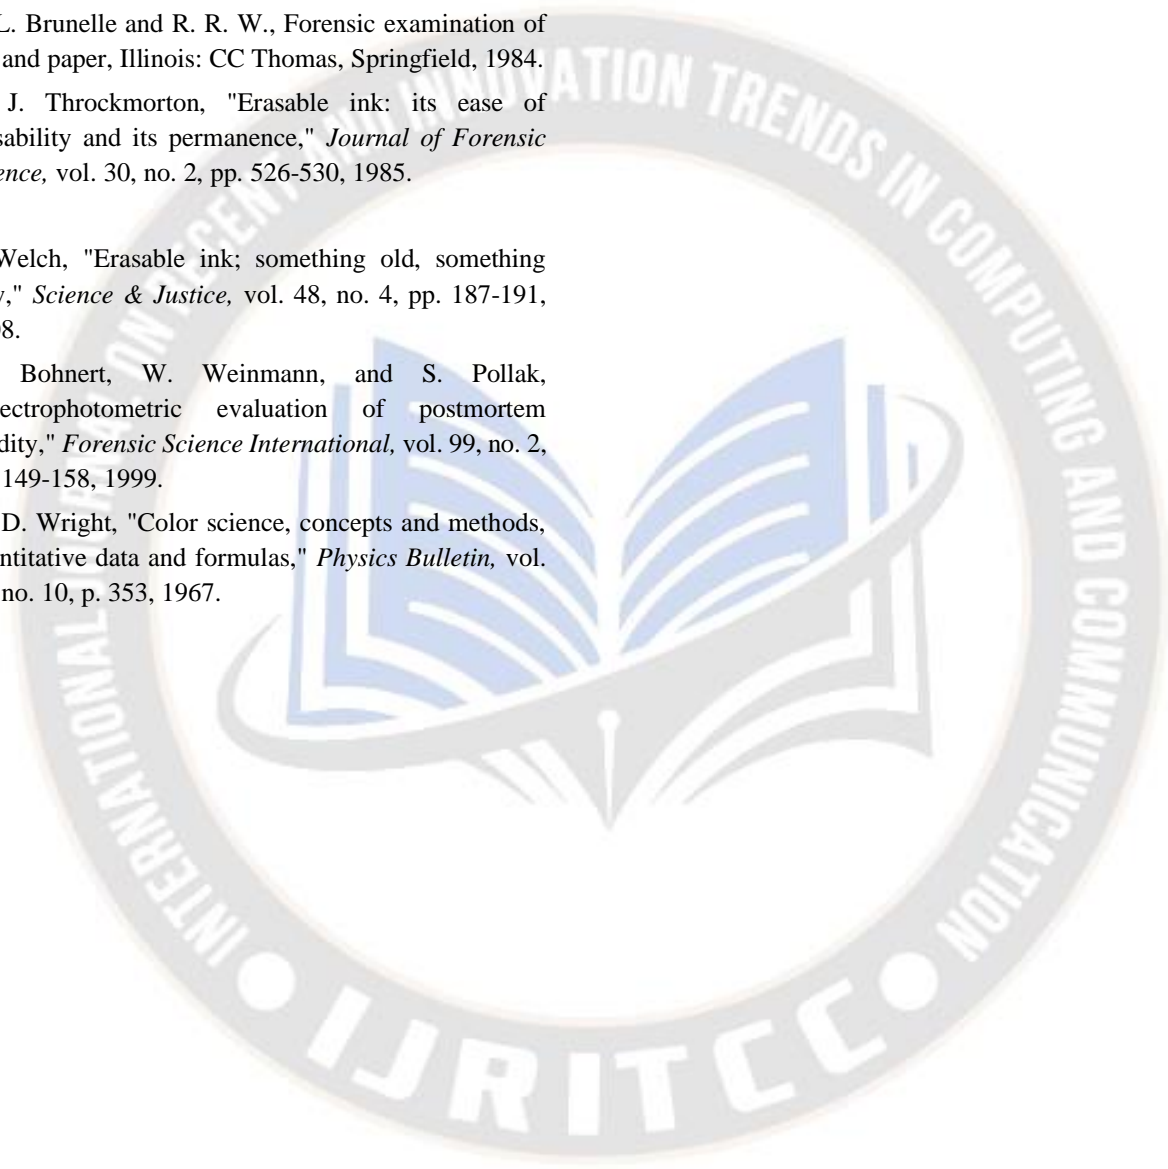 L. Brunelle and R. R. W., Forensic examination of
and paper, Illinois: CC Thomas, Springfield, 1984.
J. Throckmorton, "Erasable ink: its ease of
sability and its permanence," Journal of Forensic
ence, vol. 30, no. 2, pp. 526-530, 1985.
Welch, "Erasable ink; something old, something
," Science & Justice, vol. 48, no. 4, pp. 187-191,
8.
Bohnert, W. Weinmann, and S. Pollak,
ectrophotometric evaluation of postmortem
dity," Forensic Science International, vol. 99, no. 2,
149-158, 1999.
D. Wright, "Color science, concepts and methods,
ntitative data and formulas," Physics Bulletin, vol.
no. 10, p. 353, 1967.
INTERNATIONAL JOURNAL ON RECENT AND INNOVATION TRENDS IN COMPUTING AND COMMUNICATION
IJRITCC